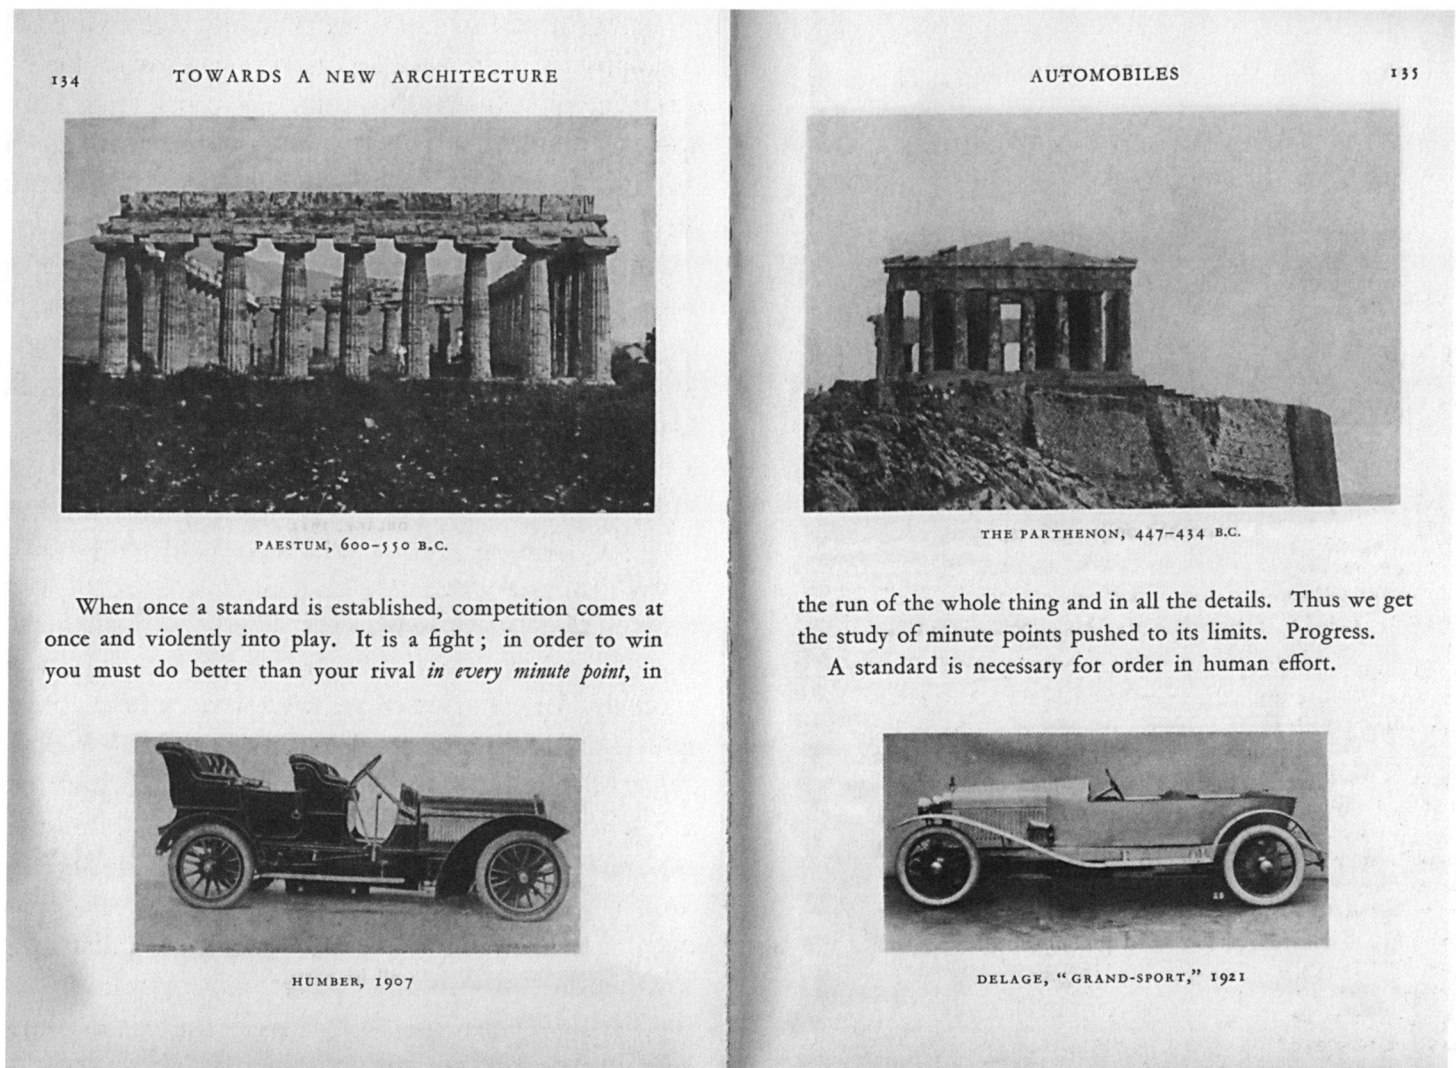 134 TOWARDS A NEW ARCHITECTURE
PAESTUM, 600–550 B.C.
When once a standard is established, competition comes at
once and violently into play. It is a fight ; in order to win
you must do better than your rival in every minute point, in
HUMBER, 1907
AUTOMOBILES 135
THE PARTHENON, 447–434 B.C.
the run of the whole thing and in all the details. Thus we get
the study of minute points pushed to its limits. Progress.
A standard is necessary for order in human effort.
DELAGE, “GRAND-SPORT,” 1921